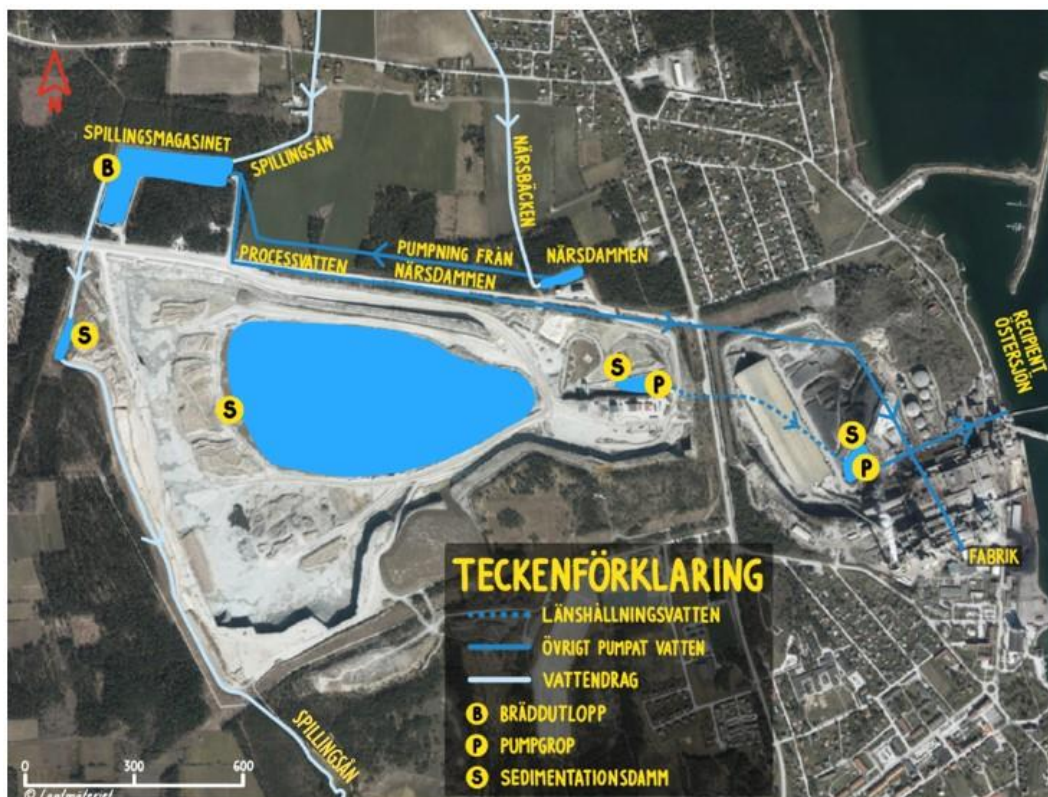 N
SPILLINGSMAGASINET
B
SPILLINGSÅN
NÄRSBÄCKEN
PUMPNING FRÅN
NÄRSDAMMEN
NÄRSDAMMEN
PROCESSVATTEN
RECIPIENT
ÖSTERSJÖN
S
S
S
P
S
P
FABRIK
SPILLINGSÅN
TECKENFÖRKLARING
LÄNSHÅLLNINGSVATTEN
ÖVRIGT PUMPAT VATTEN
VATTENDRAG
B BRÄDDUTLOPP
P PUMPGROP
S SEDIMENTATIONSDAMM
0 300 600
© Lantmäteriet